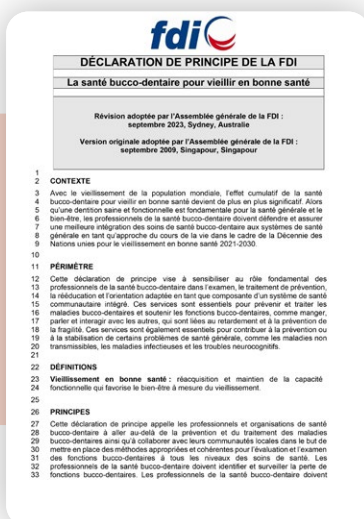 fdi
DÉCLARATION DE PRINCIPE DE LA FDI
La santé bucco-dentaire pour vieillir en bonne santé
Révision adoptée par l'Assemblée générale de la FDI :
septembre 2023, Sydney, Australie
Version originale adoptée par l'Assemblée générale de la FDI :
septembre 2009, Singapour, Singapour
1
2 CONTEXTE
3 Avec le vieillissement de la population mondiale, l'effet cumulatif de la santé
4 bucco-dentaire pour vieillir en bonne santé devient de plus en plus significatif. Alors
5 qu'une dentition saine et fonctionnelle est fondamentale pour la santé générale et le
6 bien-être, les professionnels de la santé bucco-dentaire doivent défendre et assurer
7 une meilleure intégration des soins de santé bucco-dentaire aux systèmes de santé
8 générale en tant qu'approche du cours de la vie dans le cadre de la Décennie des
9 Nations unies pour le vieillissement en bonne santé 2021-2030.
10
11 PÉRIMÈTRE
12 Cette déclaration de principe vise à sensibiliser au rôle fondamental des
13 professionnels de la santé bucco-dentaire dans l'examen, le traitement de prévention,
14 la rééducation et l'orientation adaptée en tant que composante d'un système de santé
15 communautaire intégré. Ces services sont essentiels pour prévenir et traiter les
16 maladies bucco-dentaires et soutenir les fonctions bucco-dentaires, comme manger,
17 parler et interagir avec les autres, qui sont liées au retardement et à la prévention de
18 la fragilité. Ces services sont également essentiels pour contribuer à la prévention ou
19 à la stabilisation de certains problèmes de santé générale, comme les maladies non
20 transmissibles, les maladies infectieuses et les troubles neurocognitifs.
21
22 DÉFINITIONS
23 Vieillissement en bonne santé : réacquisition et maintien de la capacité
24 fonctionnelle qui favorise le bien-être à mesure du vieillissement.
25
26 PRINCIPES
27 Cette déclaration de principe appelle les professionnels et organisations de santé
28 bucco-dentaire à aller au-delà de la prévention et du traitement des maladies
29 bucco-dentaires ainsi qu'à collaborer avec leurs communautés locales dans le but de
30 mettre en place des méthodes appropriées et cohérentes pour l'évaluation et l'examen
31 des fonctions bucco-dentaires à tous les niveaux des soins de santé. Les
32 professionnels de la santé bucco-dentaire doivent identifier et surveiller la perte de
33 fonctions bucco-dentaires. Les professionnels de la santé bucco-dentaire doivent